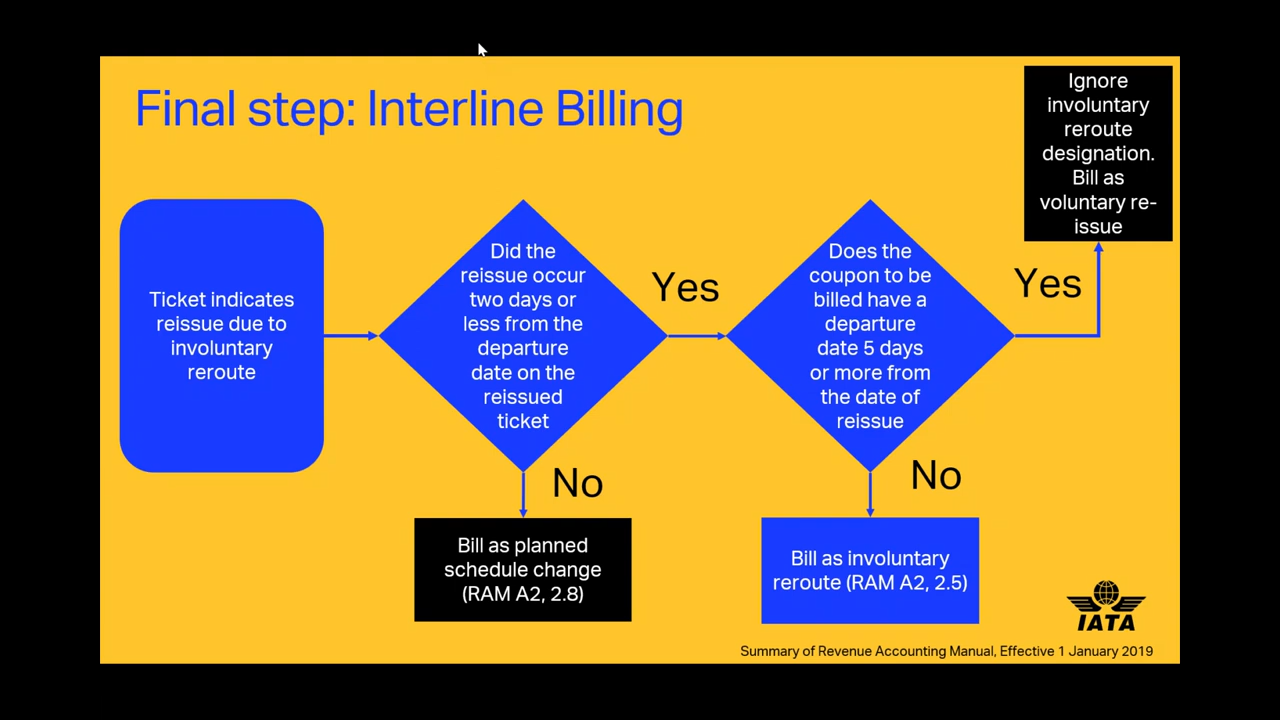 Final step: Interline Billing
Ignore
involuntary
reroute
designation.
Bill as
voluntary re-
issue
Ticket indicates
reissue due to
involuntary
reroute
Did the
reissue occur
two days or
less from the
departure
date on the
reissued
ticket
Yes
Does the
coupon to be
billed have a
departure
date 5 days
or more from
the date of
reissue
Yes
No
No
Bill as planned
schedule change
(RAM A2, 2.8)
Bill as involuntary
reroute (RAM A2, 2.5)
IATA
Summary of Revenue Accounting Manual, Effective 1 January 2019